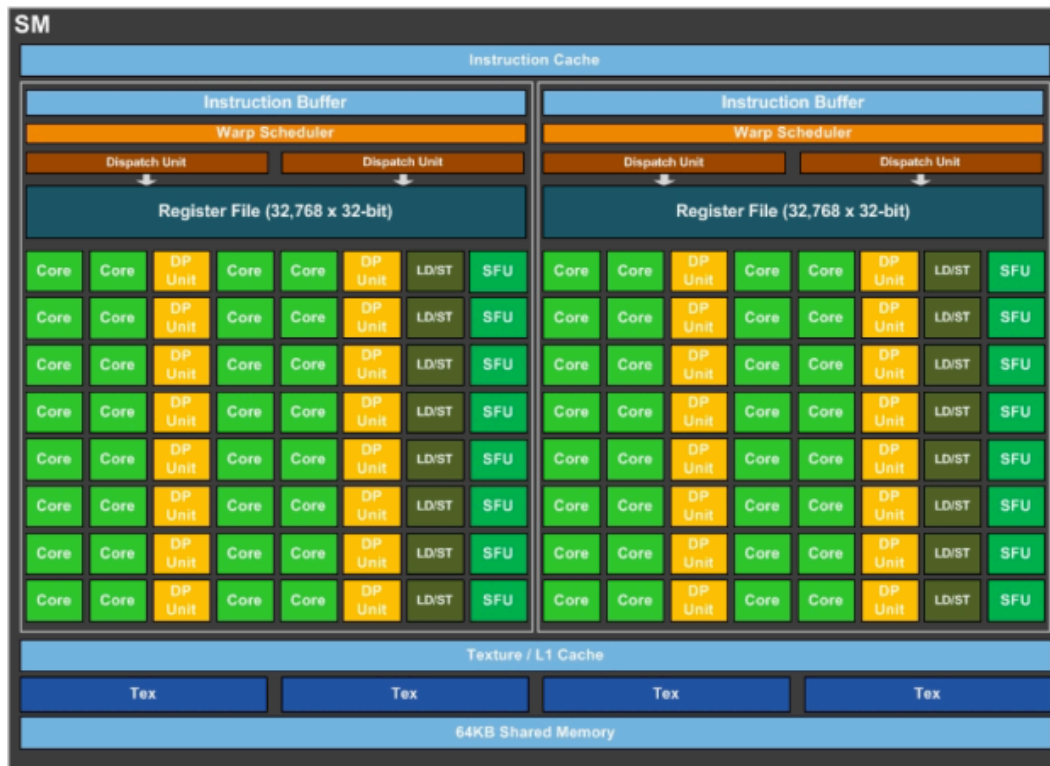 SM
Instruction Cache
Instruction Buffer Instruction Buffer
Warp Scheduler Warp Scheduler
Dispatch Unit Dispatch Unit Dispatch Unit Dispatch Unit
Register File (32,768 x 32-bit) Register File (32,768 x 32-bit)
Core Core DP Unit Core Core DP Unit LD/ST SFU Core Core DP Unit Core Core DP Unit LD/ST SFU
Core Core DP Unit Core Core DP Unit LD/ST SFU Core Core DP Unit Core Core DP Unit LD/ST SFU
Core Core DP Unit Core Core DP Unit LD/ST SFU Core Core DP Unit Core Core DP Unit LD/ST SFU
Core Core DP Unit Core Core DP Unit LD/ST SFU Core Core DP Unit Core Core DP Unit LD/ST SFU
Core Core DP Unit Core Core DP Unit LD/ST SFU Core Core DP Unit Core Core DP Unit LD/ST SFU
Core Core DP Unit Core Core DP Unit LD/ST SFU Core Core DP Unit Core Core DP Unit LD/ST SFU
Core Core DP Unit Core Core DP Unit LD/ST SFU Core Core DP Unit Core Core DP Unit LD/ST SFU
Core Core DP Unit Core Core DP Unit LD/ST SFU Core Core DP Unit Core Core DP Unit LD/ST SFU
Texture / L1 Cache
Tex Tex Tex Tex
64KB Shared Memory